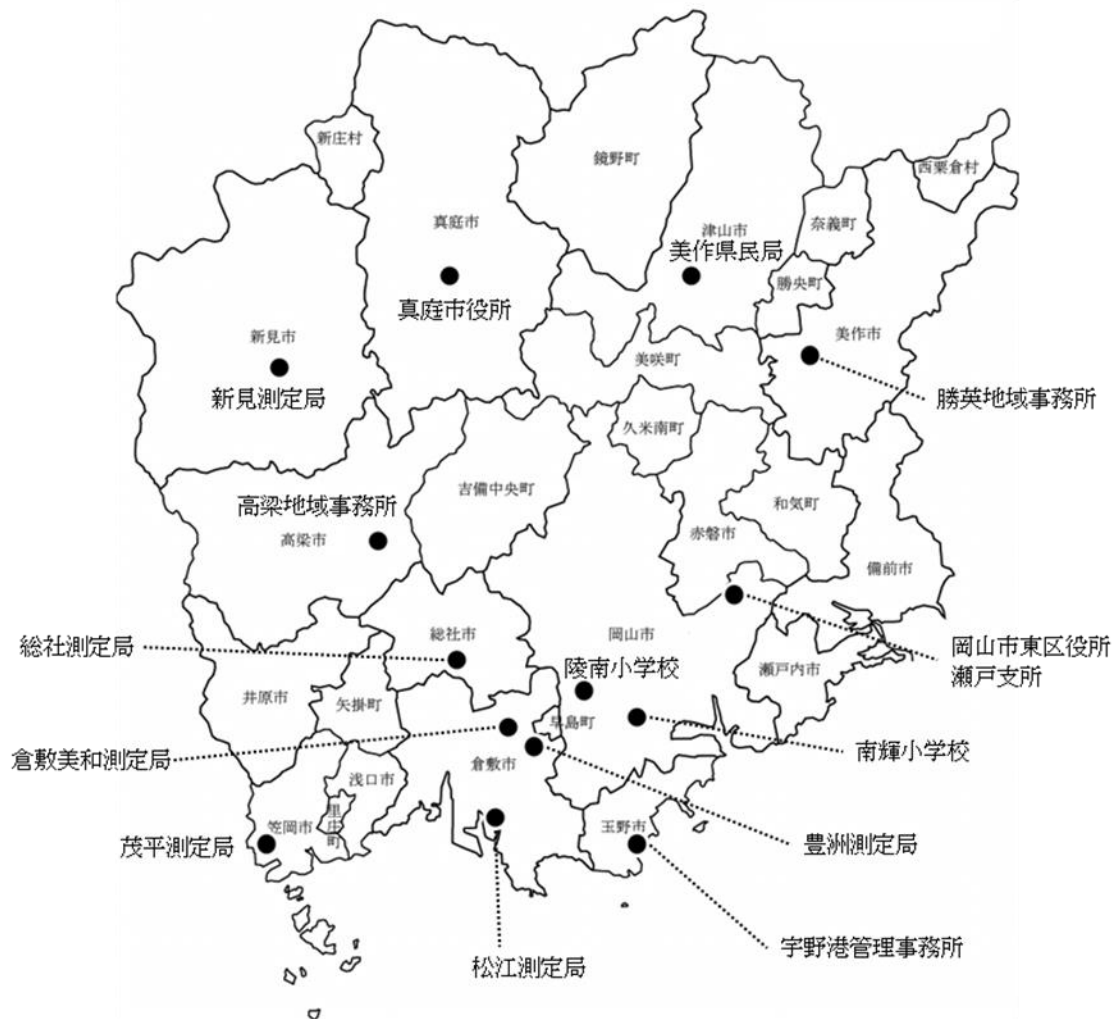 新庄村
鏡野町
西粟倉村
奈義町
真庭市
津山市
美作県民局
勝央町
真庭市役所
新見市
美作市
美咲町
新見測定局
勝英地域事務所
久米南町
吉備中央町
高梁地域事務所
和気町
赤磐市
高梁市
備前市
総社市
岡山市
総社測定局
岡山市東区役所
瀬戸支所
陵南小学校
瀬戸内市
井原市
矢掛町
早島町
南輝小学校
倉敷美和測定局
倉敷市
浅口市
里庄町
笠岡市
玉野市
茂平測定局
豊洲測定局
宇野港管理事務所
松江測定局